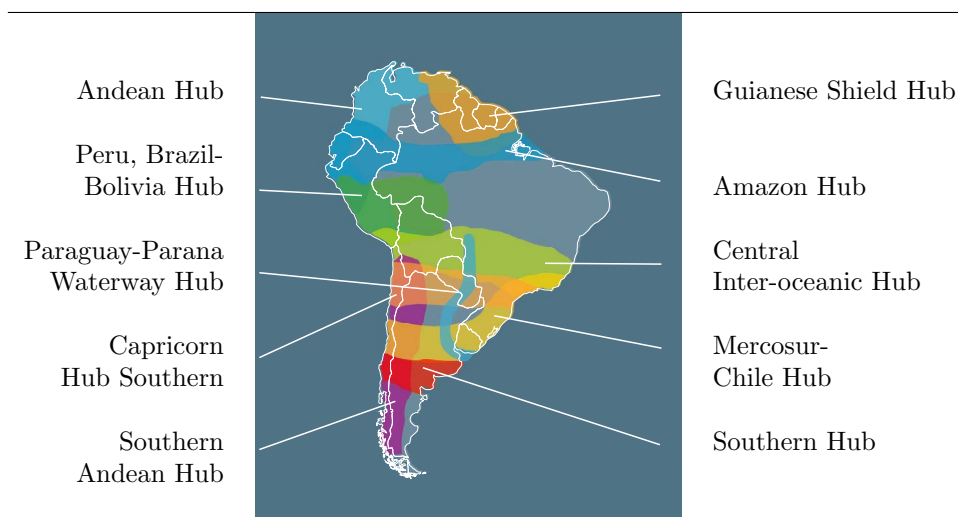 Andean Hub
Peru, Brazil-
Bolivia Hub
Paraguay-Parana
Waterway Hub
Capricorn
Hub Southern
Southern
Andean Hub
Guianese Shield Hub
Amazon Hub
Central
Inter-oceanic Hub
Mercosur-
Chile Hub
Southern Hub